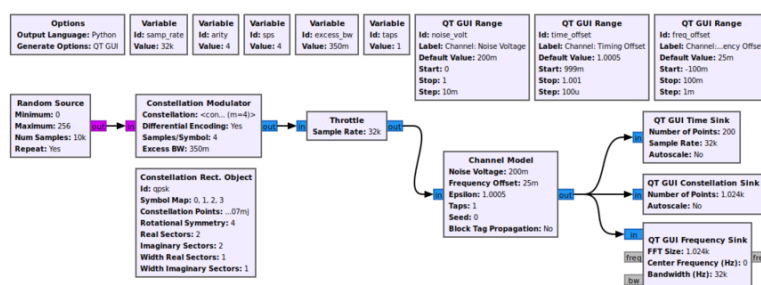 Options
Output Language: Python
Generate Options: QT GUI
Variable
Id: samp_rate
Value: 32k
Variable
Id: arity
Value: 4
Variable
Id: sps
Value: 4
Variable
Id: excess_bw
Value: 350m
Variable
Id: taps
Value: 1
QT GUI Range
Id: noise_volt
Label: Channel: Noise Voltage
Default Value: 200m
Start: 0
Stop: 1
Step: 10m
QT GUI Range
Id: time_offset
Label: Channel: Timing Offset
Default Value: 1.0005
Start: 999m
Stop: 1.001
Step: 100u
QT GUI Range
Id: freq_offset
Label: Channel:...ency Offset
Default Value: 25m
Start: -100m
Stop: 100m
Step: 1m
Random Source
Minimum: 0
Maximum: 256
Num Samples: 10k
Repeat: Yes
out
in
Constellation Modulator
Constellation: <con... (m=4)>
Differential Encoding: Yes
Samples/Symbol: 4
Excess BW: 350m
out
in
Throttle
Sample Rate: 32k
out
Constellation Rect. Object
Id: qpsk
Symbol Map: 0, 1, 2, 3
Constellation Points: ...07mj
Rotational Symmetry: 4
Real Sectors: 2
Imaginary Sectors: 2
Width Real Sectors: 1
Width Imaginary Sectors: 1
in
Channel Model
Noise Voltage: 200m
Frequency Offset: 25m
Epsilon: 1.0005
Taps: 1
Seed: 0
Block Tag Propagation: No
out
in
QT GUI Time Sink
Number of Points: 200
Sample Rate: 32k
Autoscale: No
in
QT GUI Constellation Sink
Number of Points: 1.024k
Autoscale: No
in
freq
bw
QT GUI Frequency Sink
FFT Size: 1.024k
Center Frequency (Hz): 0
Bandwidth (Hz): 32k